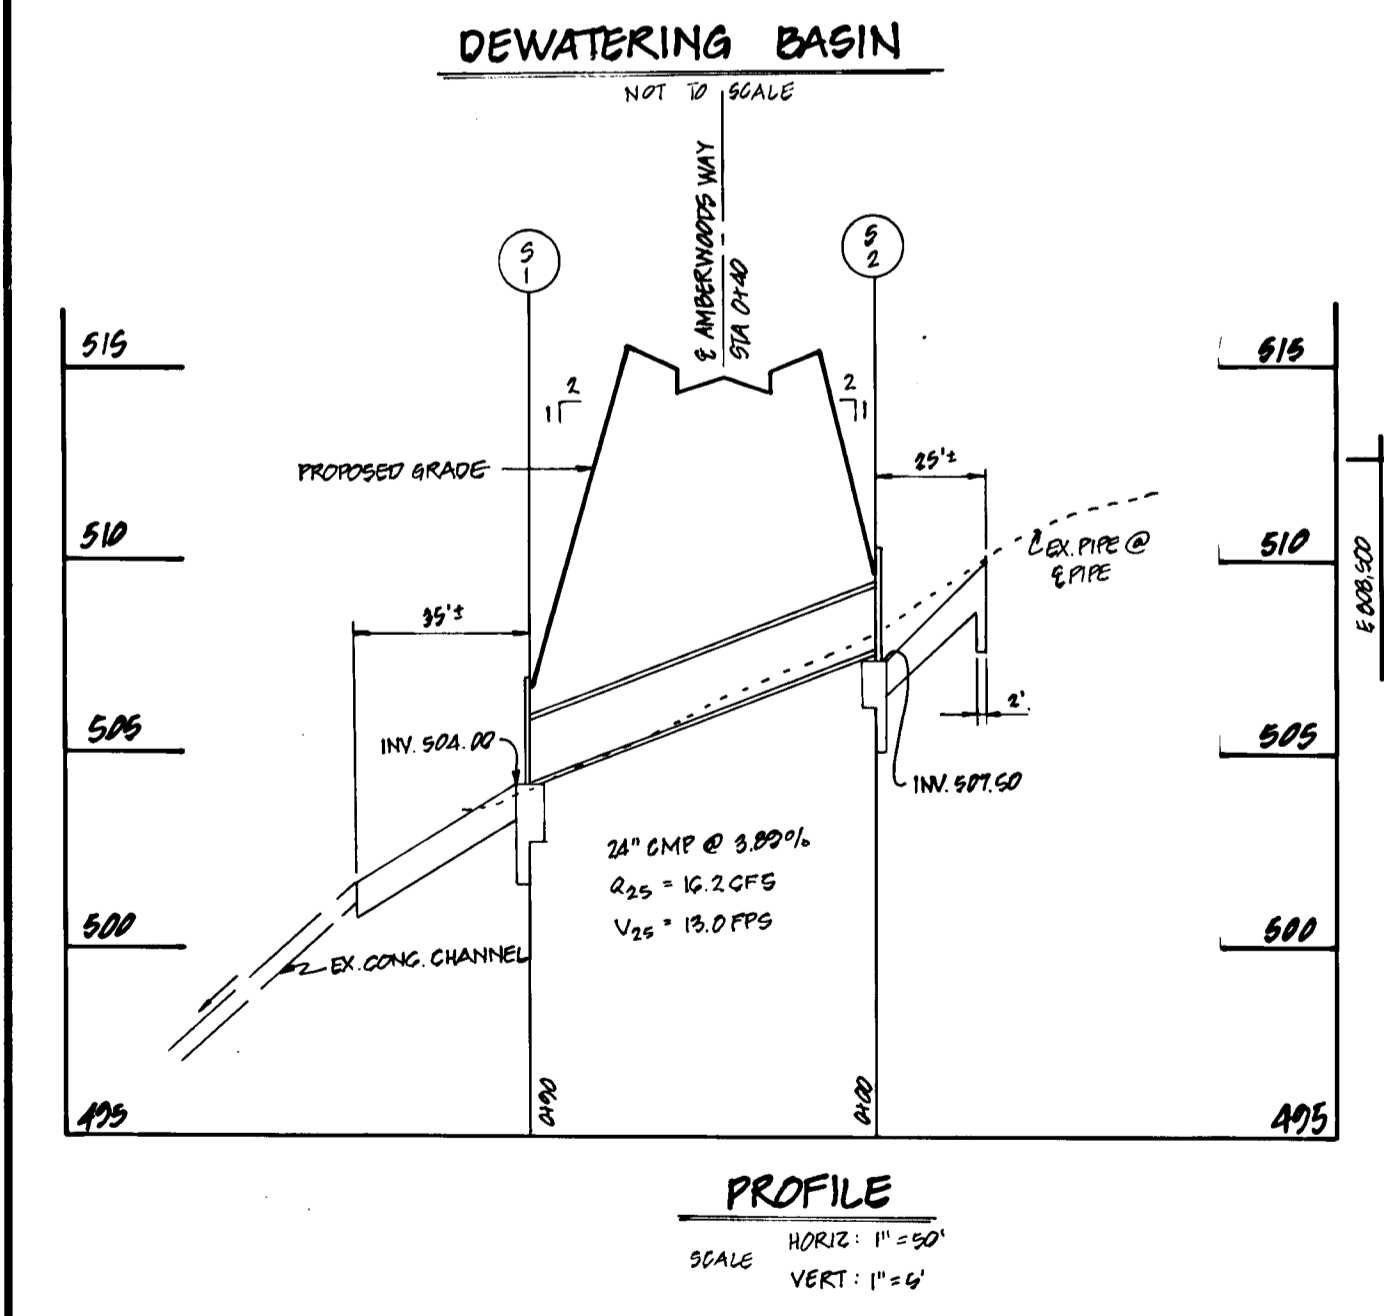 DEWATERING BASIN
NOT TO SCALE
℄ AMBERWOODS WAY
STA 0+40
S
1
S
2
515
515
1
2
2
1
PROPOSED GRADE
25'±
510
510
℄ EX. PIPE @
℄ PIPE
E 808,500
35'±
505
505
2'
INV. 504.00
INV. 507.50
24" CMP @ 3.89%
Q25 = 16.2 CFS
V25 = 13.0 FPS
500
500
EX. CONC. CHANNEL
0+90
0+00
495
495
PROFILE
SCALE
HORIZ: 1" = 50'
VERT: 1" = 5'